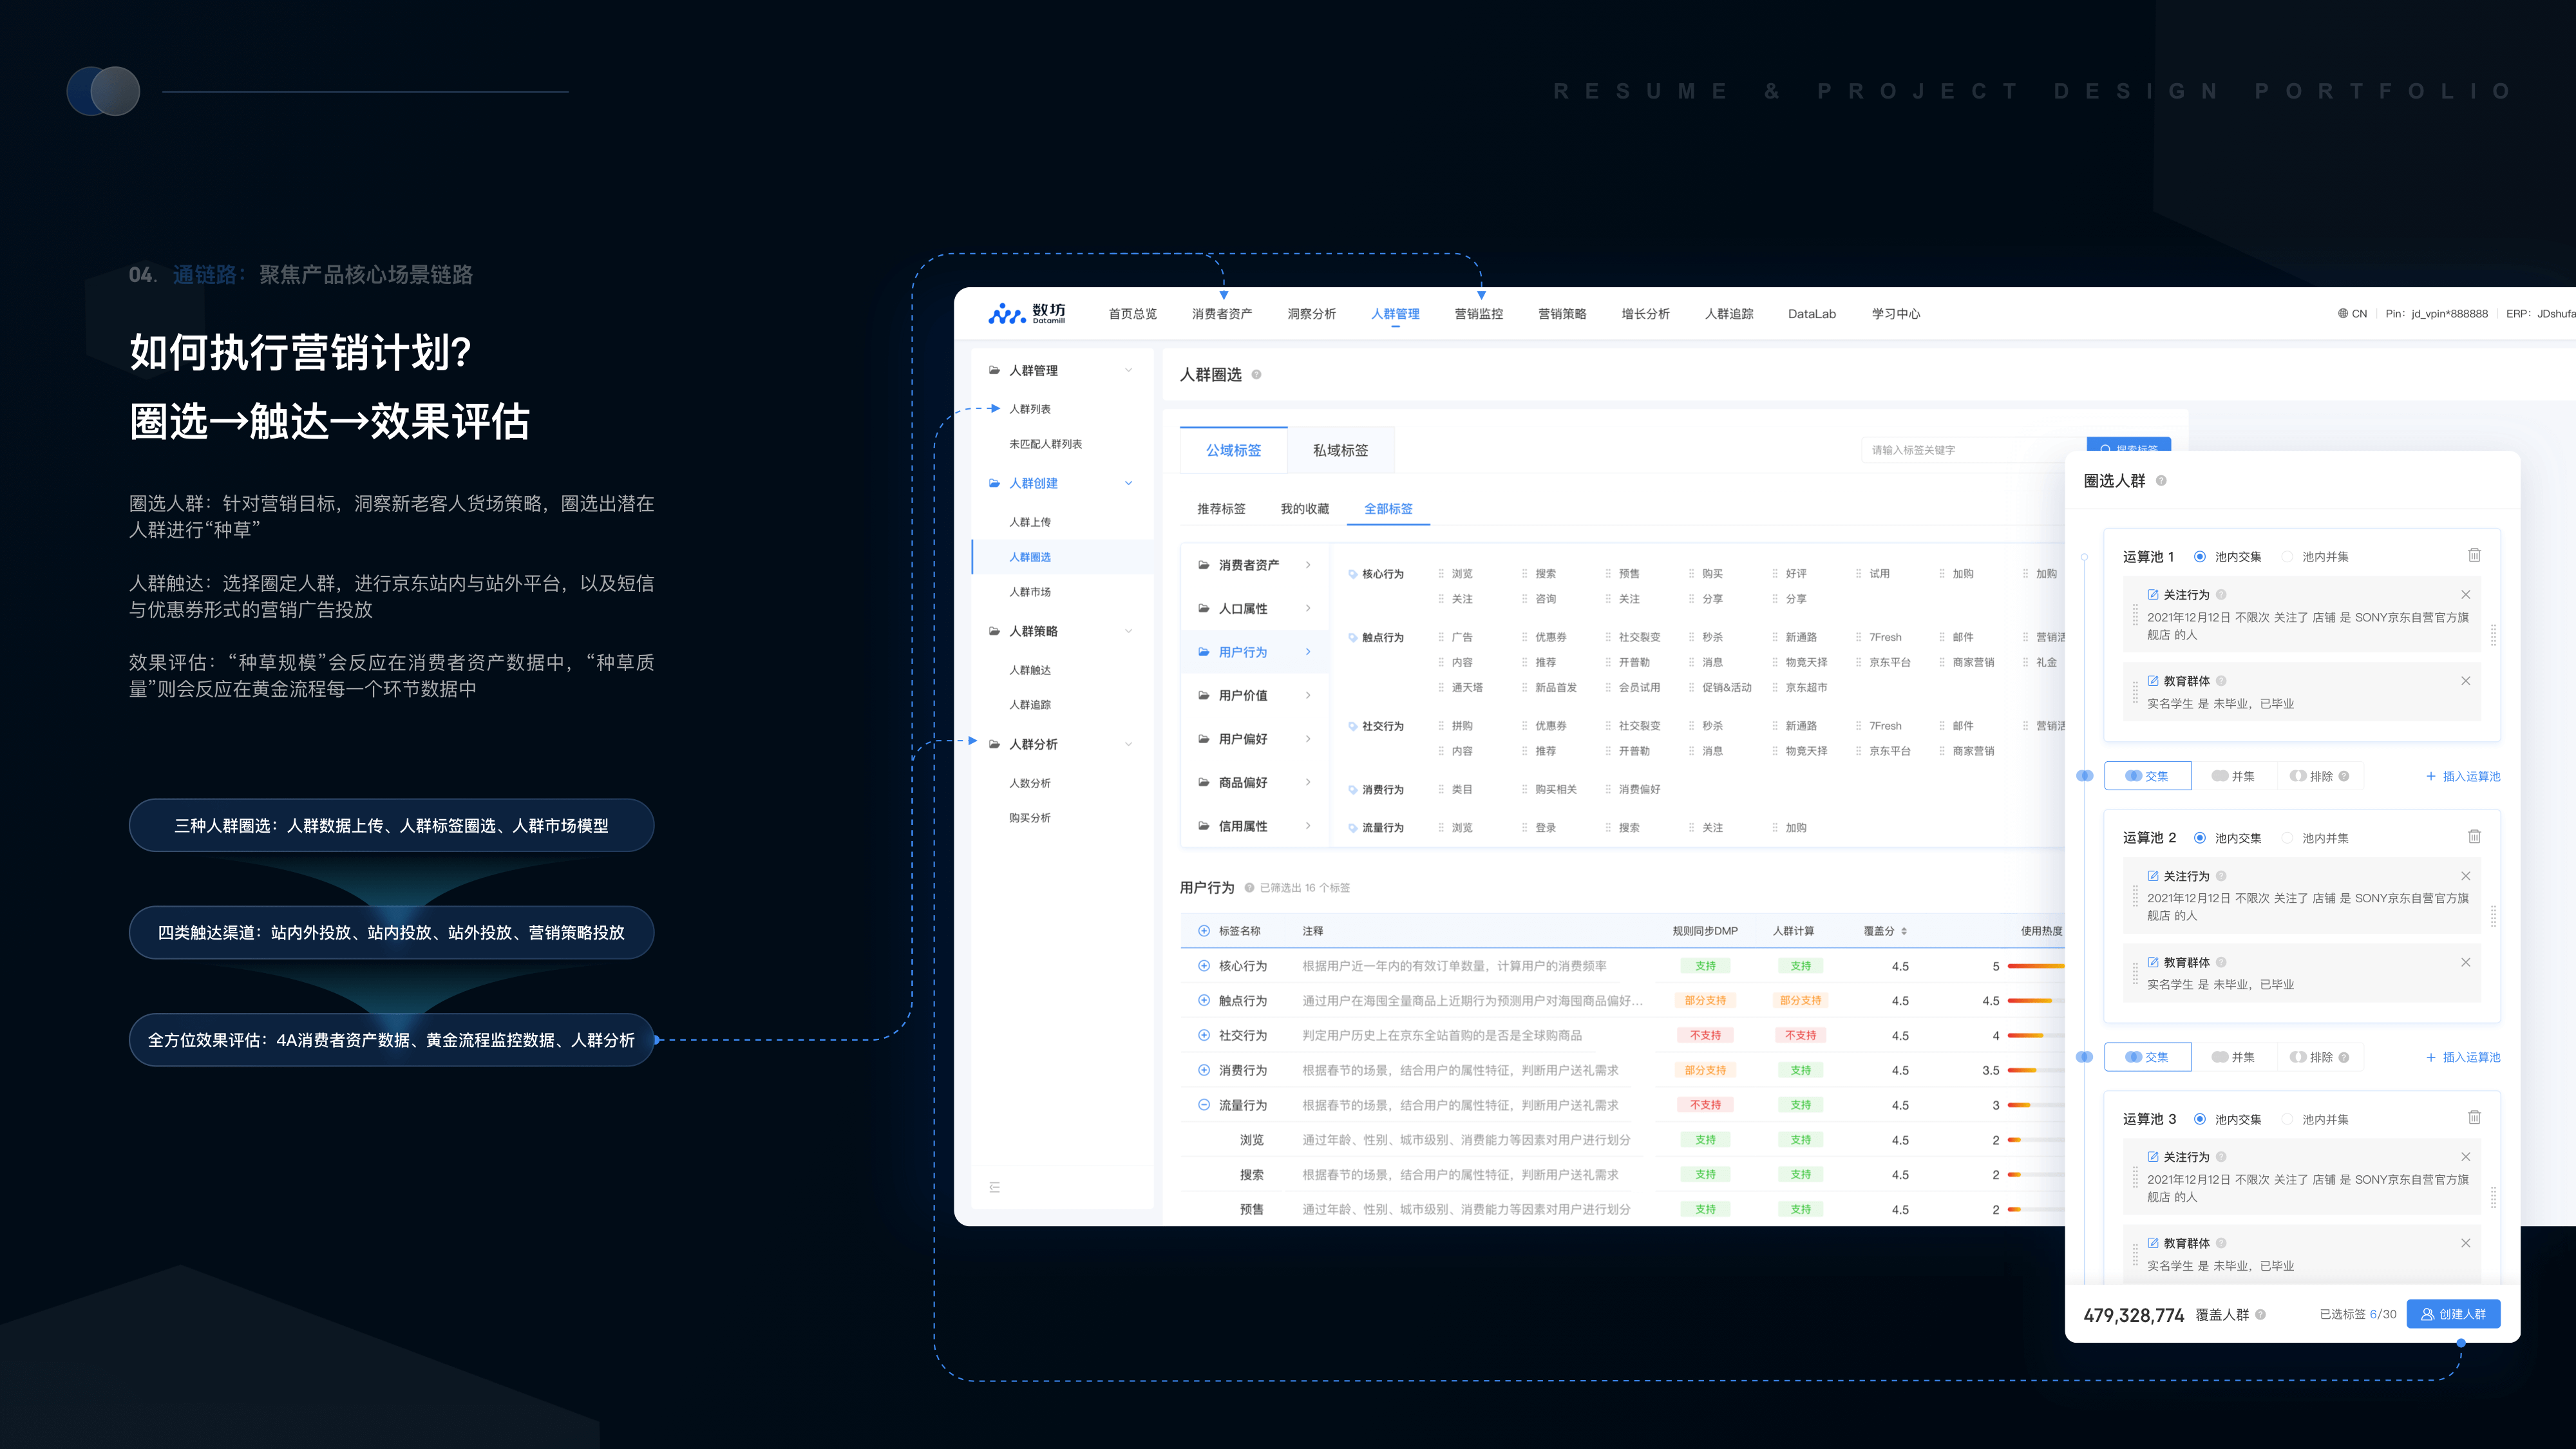 RESUME & PROJECT DESIGN PORTFOLIO
04. 通链路：聚焦产品核心场景链路
如何执行营销计划?
圈选→触达→效果评估
圈选人群：针对营销目标，洞察新老客人货场策略，圈选出潜在
人群进行“种草”
人群触达：选择圈定人群，进行京东站内与站外平台，以及短信
与优惠券形式的营销广告投放
效果评估：“种草规模”会反应在消费者资产数据中，“种草质
量”则会反应在黄金流程每一个环节数据中
三种人群圈选：人群数据上传、人群标签圈选、人群市场模型
四类触达渠道：站内外投放、站内投放、站外投放、营销策略投放
全方位效果评估：4A消费者资产数据、黄金流程监控数据、人群分析
数坊
Datamill
首页总览 消费者资产 洞察分析 人群管理 营销监控 营销策略 增长分析 人群追踪 DataLab 学习中心
CN Pin：jd_vpin*888888 ERP：JDshufa
人群管理
人群列表
未匹配人群列表
人群创建
人群上传
人群圈选
人群市场
人群策略
人群触达
人群追踪
人群分析
人数分析
购买分析
人群圈选
公域标签 私域标签
请输入标签关键字 搜索标签
推荐标签 我的收藏 全部标签
消费者资产
人口属性
用户行为
用户价值
用户偏好
商品偏好
信用属性
核心行为 浏览 搜索 预售 购买 好评 试用 加购 加购
关注 咨询 关注 分享 分享
触点行为 广告 优惠券 社交裂变 秒杀 新通路 7Fresh 邮件 营销活
内容 推荐 开普勒 消息 物竞天择 京东平台 商家营销 礼金
通天塔 新品首发 会员试用 促销&活动 京东超市
社交行为 拼购 优惠券 社交裂变 秒杀 新通路 7Fresh 邮件 营销活
内容 推荐 开普勒 消息 物竞天择 京东平台 商家营销
消费行为 类目 购买相关 消费偏好
流量行为 浏览 登录 搜索 关注 加购
用户行为 已筛选出 16 个标签
标签名称 注释 规则同步DMP 人群计算 覆盖分 使用热度
核心行为 根据用户近一年内的有效订单数量，计算用户的消费频率 支持 支持 4.5 5
触点行为 通过用户在海囤全量商品上近期行为预测用户对海囤商品偏好... 部分支持 部分支持 4.5 4.5
社交行为 判定用户历史上在京东全站首购的是否是全球购商品 不支持 不支持 4.5 4
消费行为 根据春节的场景，结合用户的属性特征，判断用户送礼需求 部分支持 支持 4.5 3.5
流量行为 根据春节的场景，结合用户的属性特征，判断用户送礼需求 不支持 支持 4.5 3
浏览 通过年龄、性别、城市级别、消费能力等因素对用户进行划分 支持 支持 4.5 2
搜索 根据春节的场景，结合用户的属性特征，判断用户送礼需求 支持 支持 4.5 2
预售 通过年龄、性别、城市级别、消费能力等因素对用户进行划分 支持 支持 4.5 2
圈选人群
运算池 1 池内交集 池内并集
关注行为
2021年12月12日 不限次 关注了 店铺 是 SONY京东自营官方旗
舰店 的人
教育群体
实名学生 是 未毕业，已毕业
交集 并集 排除 + 插入运算池
运算池 2 池内交集 池内并集
关注行为
2021年12月12日 不限次 关注了 店铺 是 SONY京东自营官方旗
舰店 的人
教育群体
实名学生 是 未毕业，已毕业
交集 并集 排除 + 插入运算池
运算池 3 池内交集 池内并集
关注行为
2021年12月12日 不限次 关注了 店铺 是 SONY京东自营官方旗
舰店 的人
教育群体
实名学生 是 未毕业，已毕业
479,328,774 覆盖人群 已选标签 6/30 创建人群